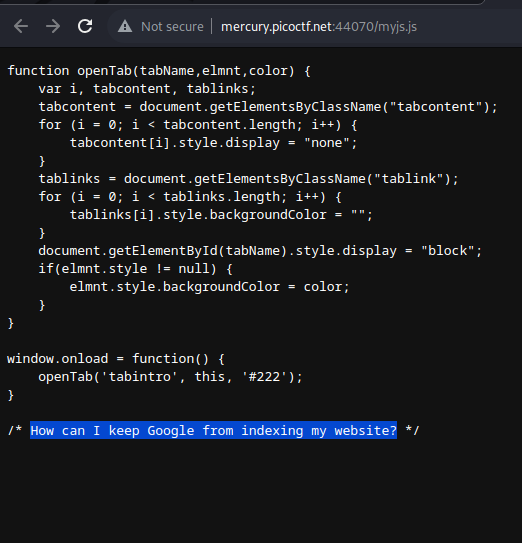 Not secure | mercury.picoctf.net:44070/myjs.js
function openTab(tabName,elmnt,color) {
    var i, tabcontent, tablinks;
    tabcontent = document.getElementsByClassName("tabcontent");
    for (i = 0; i < tabcontent.length; i++) {
        tabcontent[i].style.display = "none";
    }
    tablinks = document.getElementsByClassName("tablink");
    for (i = 0; i < tablinks.length; i++) {
        tablinks[i].style.backgroundColor = "";
    }
    document.getElementById(tabName).style.display = "block";
    if(elmnt.style != null) {
        elmnt.style.backgroundColor = color;
    }
}
window.onload = function() {
    openTab('tabintro', this, '#222');
}
/* How can I keep Google from indexing my website? */